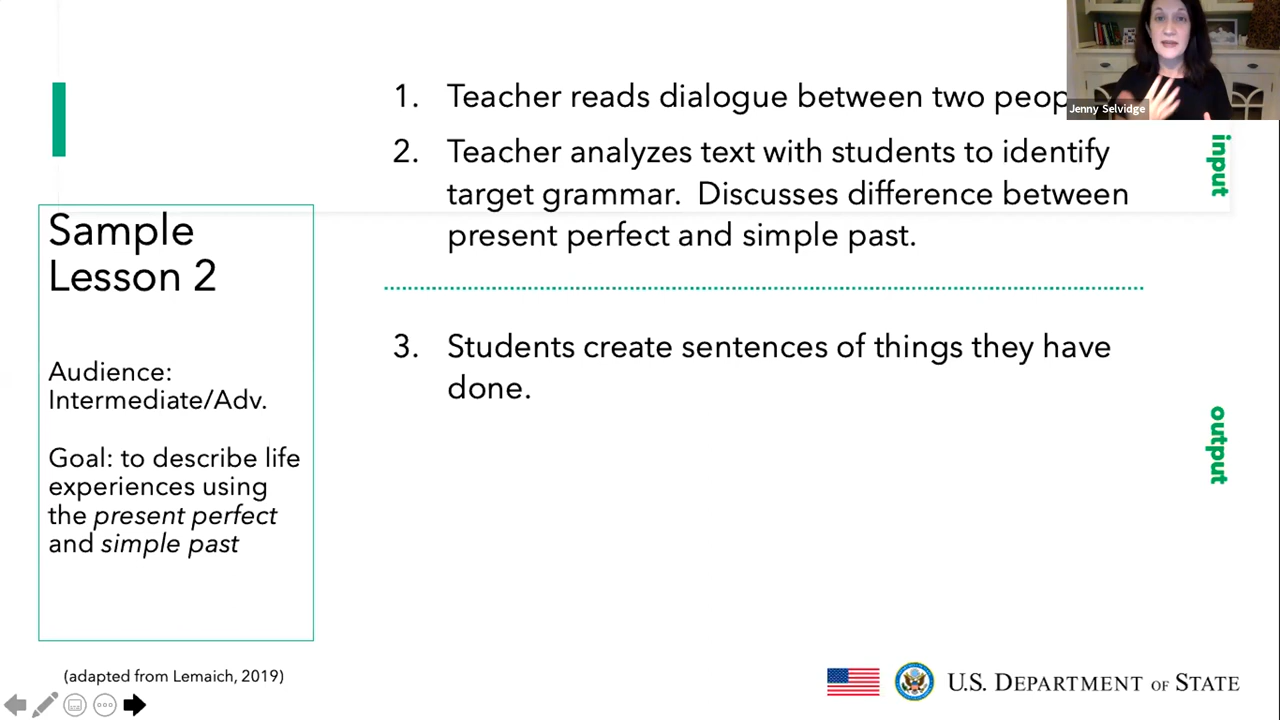 1. Teacher reads dialogue between two peop
Jenny Selvidge
2. Teacher analyzes text with students to identify
target grammar. Discusses difference between
present perfect and simple past.
input
Sample
Lesson 2
Audience:
Intermediate/Adv.
Goal: to describe life
experiences using
the present perfect
and simple past
3. Students create sentences of things they have
done.
output
(adapted from Lemaich, 2019)
U.S. DEPARTMENT OF STATE